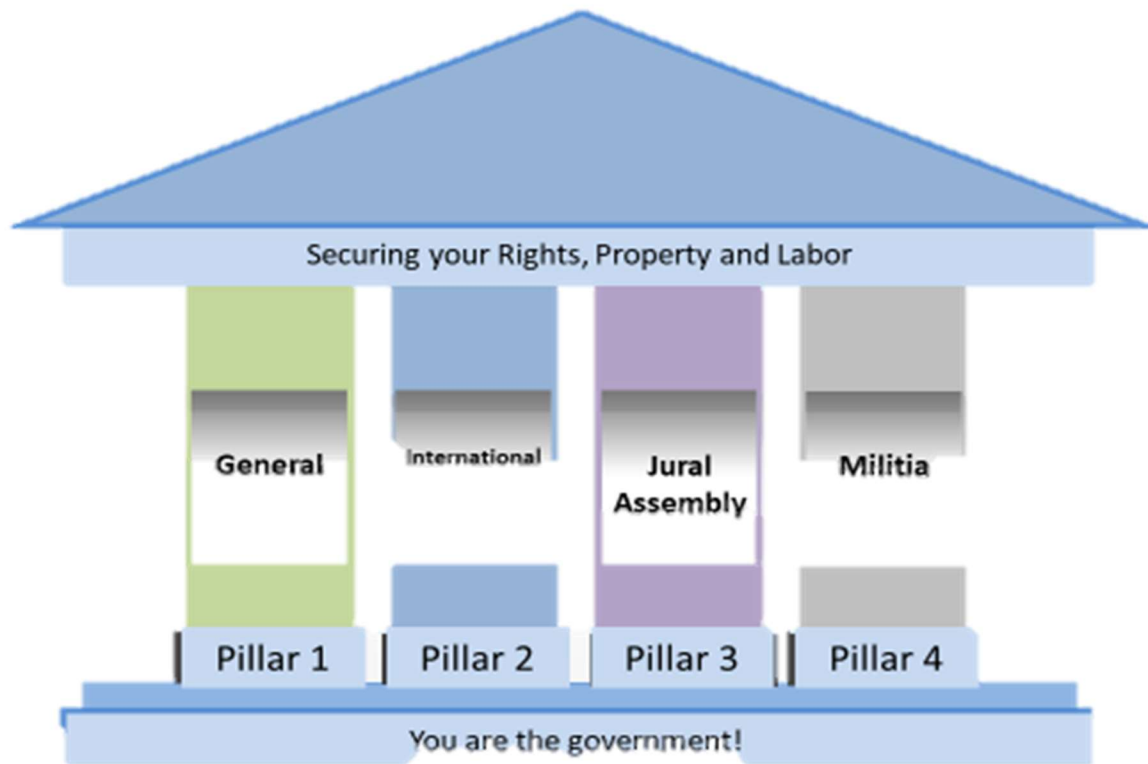 Securing your Rights, Property and Labor
General
International
Jural
Assembly
Militia
Pillar 1
Pillar 2
Pillar 3
Pillar 4
You are the government!